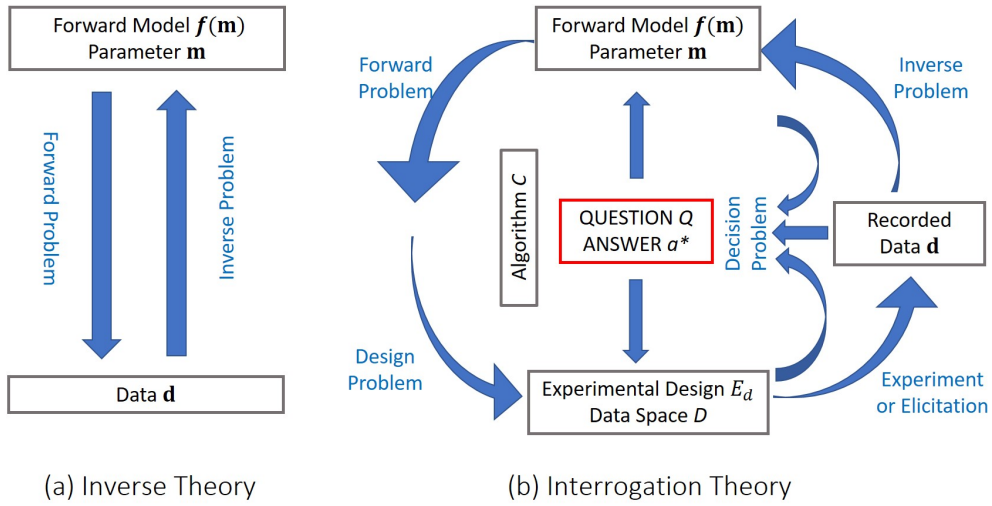 Forward Model f(m)
Parameter m
Forward Problem
Inverse Problem
Data d
(a) Inverse Theory
Forward Model f(m)
Parameter m
Forward
Problem
Inverse
Problem
Algorithm C
QUESTION Q
ANSWER a*
Decision
Problem
Recorded
Data d
Design
Problem
Experimental Design E_d
Data Space D
Experiment
or Elicitation
(b) Interrogation Theory